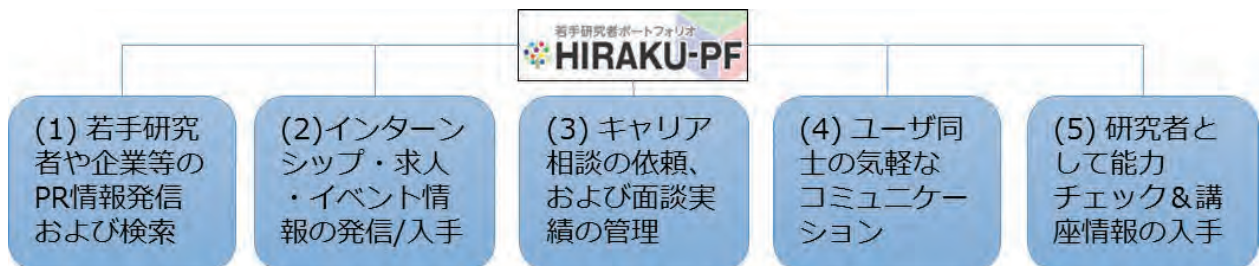 若手研究者ポートフォリオ
HIRAKU-PF
(1) 若手研究
者や企業等の
PR情報発信
および検索
(2)インターン
シップ・求人
・イベント情
報の発信/入手
(3) キャリア
相談の依頼、
および面談実
績の管理
(4) ユーザ同
士の気軽な
コミュニケー
ション
(5) 研究者と
して能力
チェック&講
座情報の入手